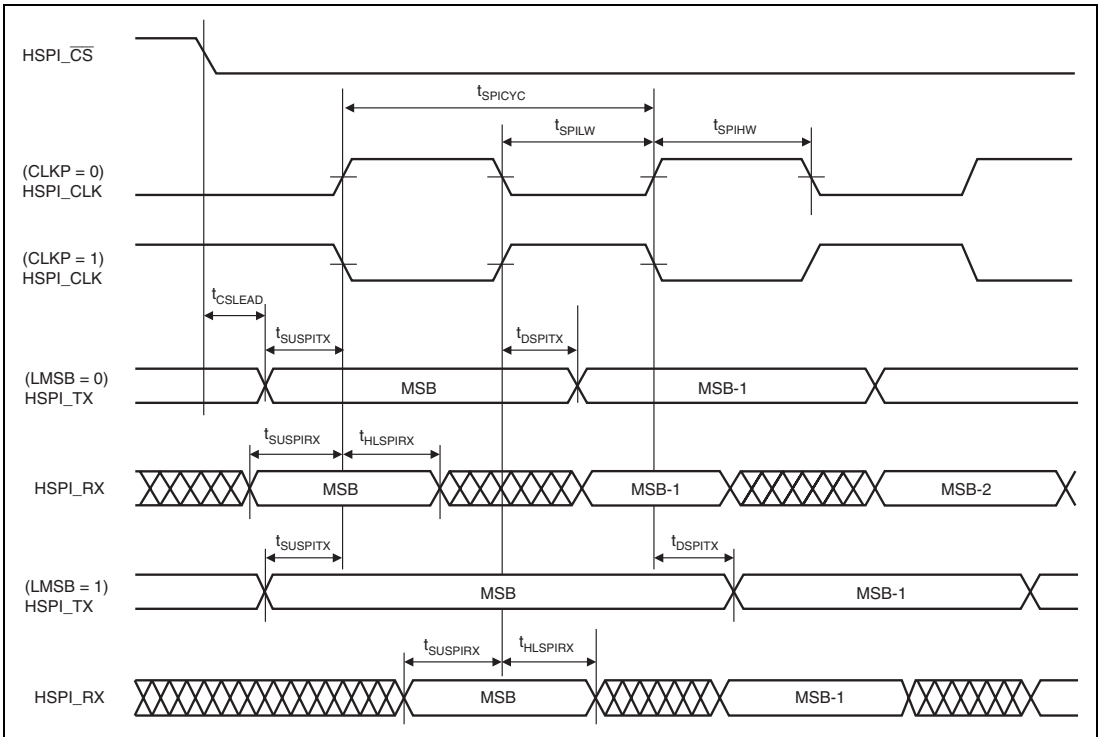 HSPI_CS
tSPICYC
tSPILW
tSPIHW
(CLKP = 0)
HSPI_CLK
(CLKP = 1)
HSPI_CLK
tCSLEAD
tSUSPITX
tDSPITX
(LMSB = 0)
HSPI_TX
MSB
MSB-1
tSUSPIRX
tHLSPIRX
HSPI_RX
MSB
MSB-1
MSB-2
tSUSPITX
tDSPITX
(LMSB = 1)
HSPI_TX
MSB
MSB-1
tSUSPIRX
tHLSPIRX
HSPI_RX
MSB
MSB-1